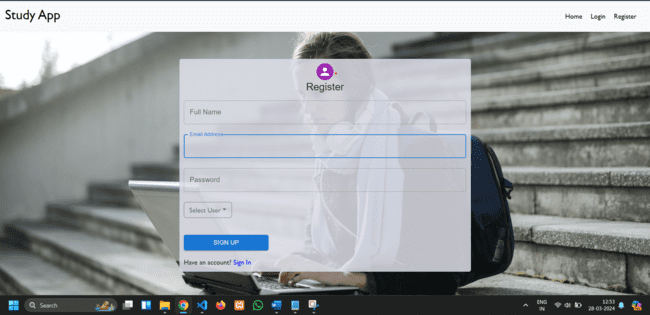 Study App
Home Login Register
Register
Full Name
Email Address
Password
Select User
SIGN UP
Have an account? Sign In
Search
ENG
IN
12:53
28-03-2024